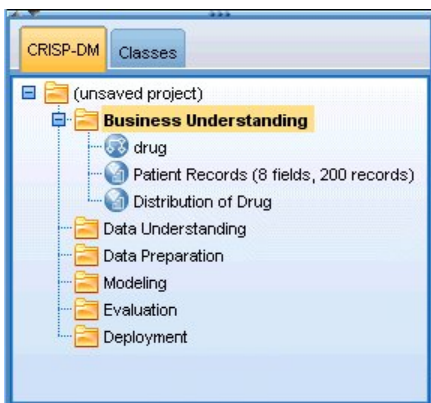 CRISP-DM Classes
(unsaved project)
Business Understanding
drug
Patient Records (8 fields, 200 records)
Distribution of Drug
Data Understanding
Data Preparation
Modeling
Evaluation
Deployment